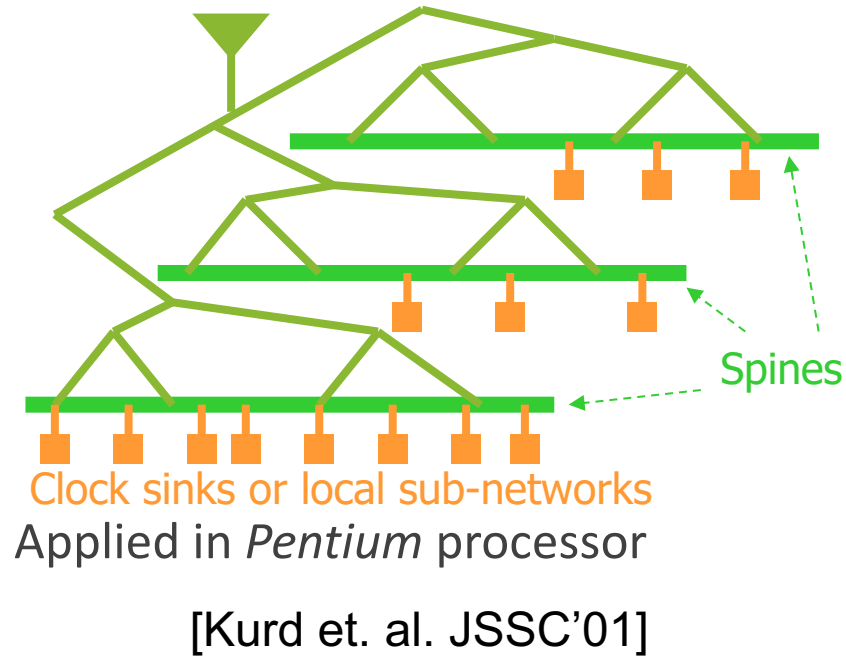 Spines
Clock sinks or local sub-networks
Applied in Pentium processor
[Kurd et. al. JSSC’01]